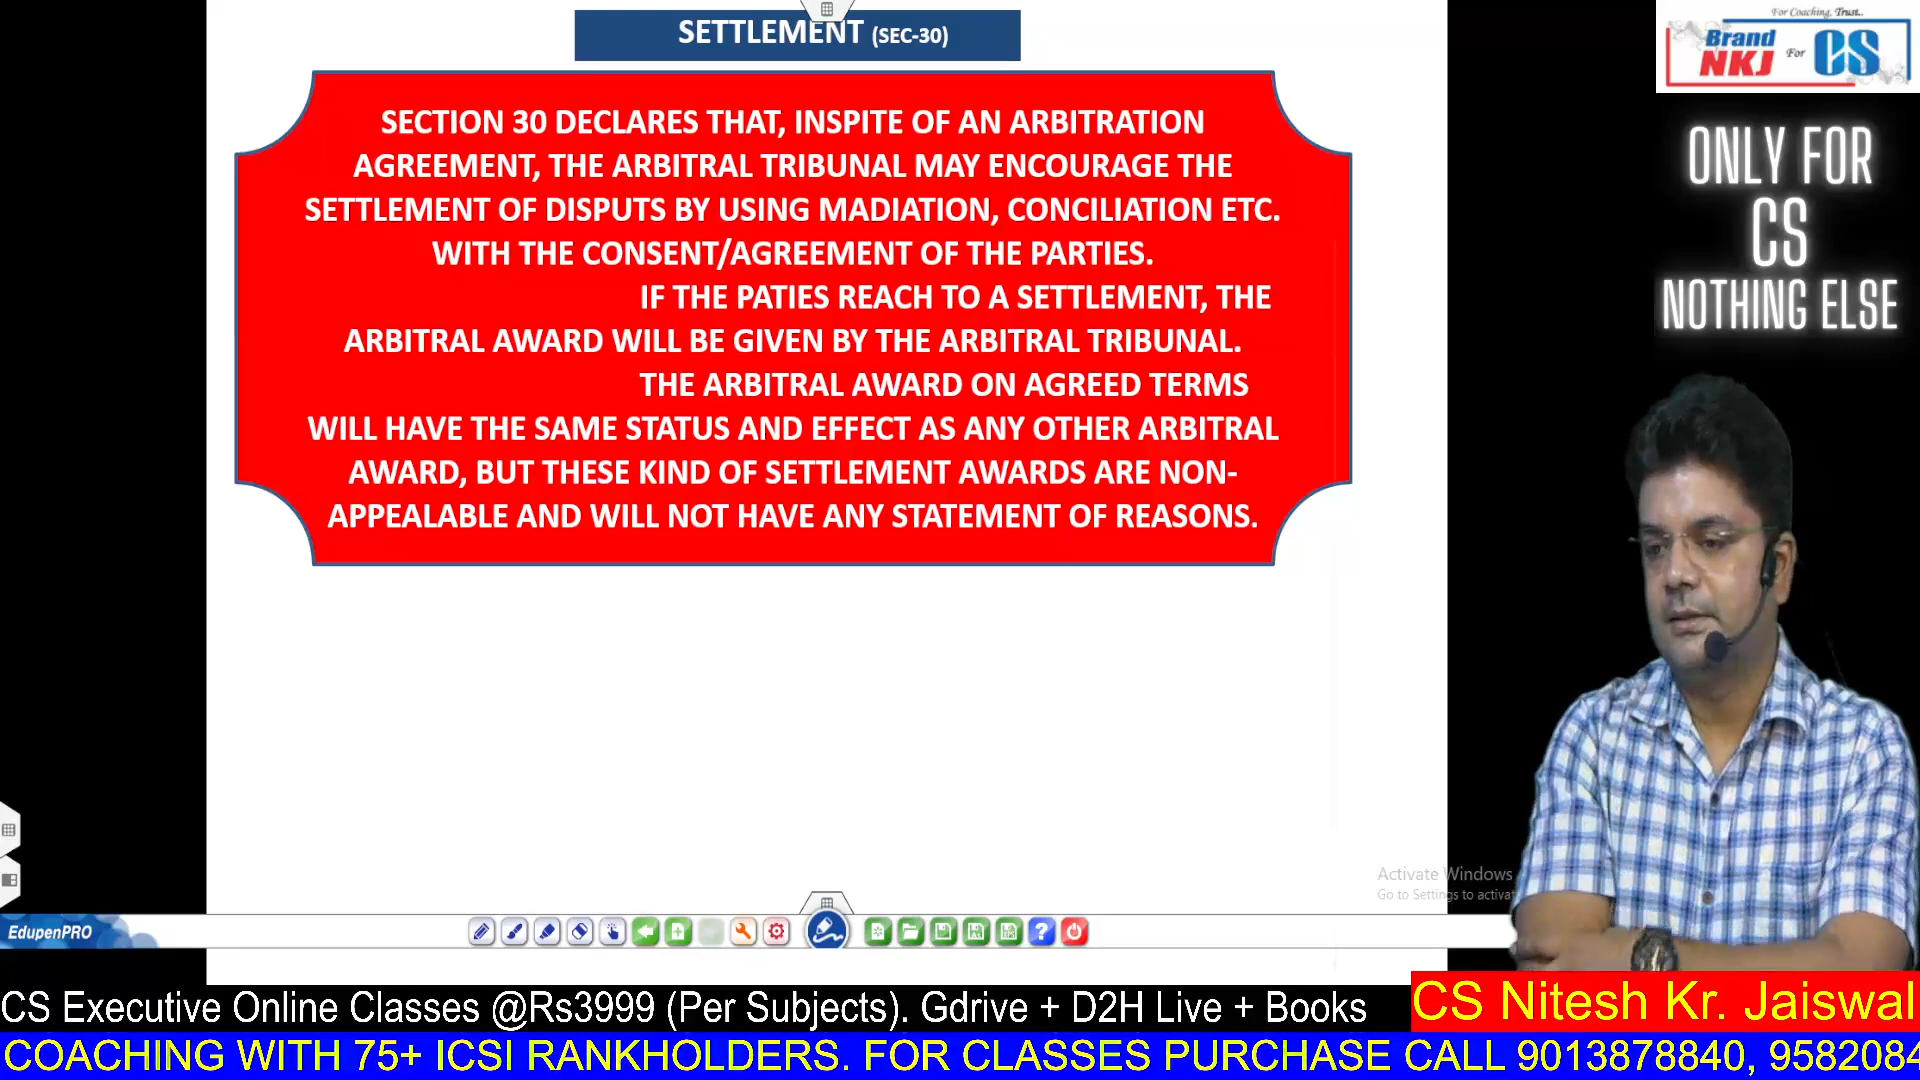 SETTLEMENT (SEC-30)
SECTION 30 DECLARES THAT, INSPITE OF AN ARBITRATION
AGREEMENT, THE ARBITRAL TRIBUNAL MAY ENCOURAGE THE
SETTLEMENT OF DISPUTS BY USING MADIATION, CONCILIATION ETC.
WITH THE CONSENT/AGREEMENT OF THE PARTIES.
IF THE PATIES REACH TO A SETTLEMENT, THE
ARBITRAL AWARD WILL BE GIVEN BY THE ARBITRAL TRIBUNAL.
THE ARBITRAL AWARD ON AGREED TERMS
WILL HAVE THE SAME STATUS AND EFFECT AS ANY OTHER ARBITRAL
AWARD, BUT THESE KIND OF SETTLEMENT AWARDS ARE NON-
APPEALABLE AND WILL NOT HAVE ANY STATEMENT OF REASONS.
For Coaching, Trust..
Brand
NKJ For CS
ONLY FOR
CS
NOTHING ELSE
Activate Windows
Go to Settings to activat
EdupenPRO
CS Executive Online Classes @Rs3999 (Per Subjects). Gdrive + D2H Live + Books
CS Nitesh Kr. Jaiswal
COACHING WITH 75+ ICSI RANKHOLDERS. FOR CLASSES PURCHASE CALL 9013878840, 9582084